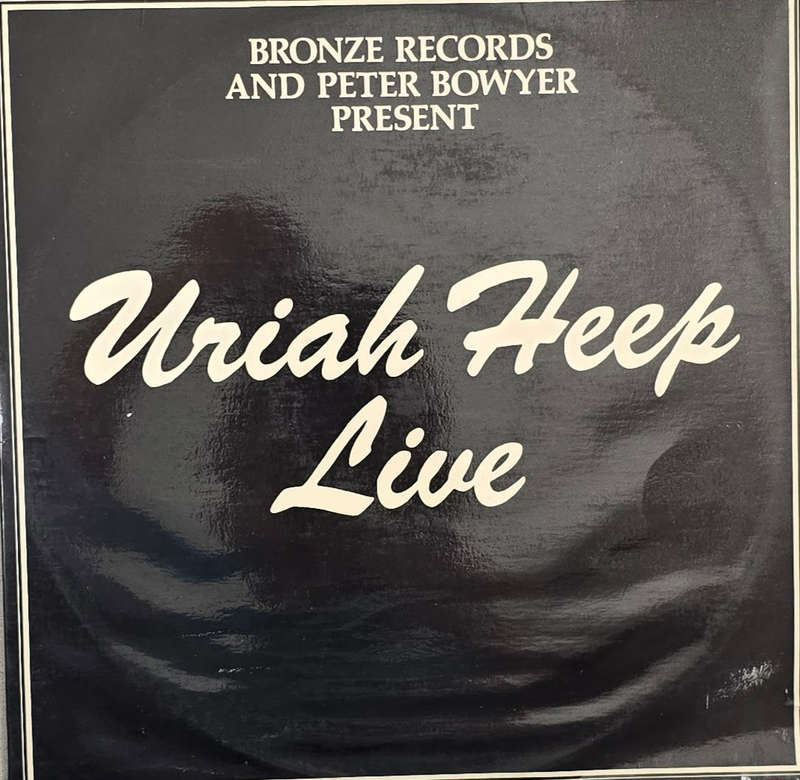 BRONZE RECORDS
AND PETER BOWYER
PRESENT
Uriah Heep
Live